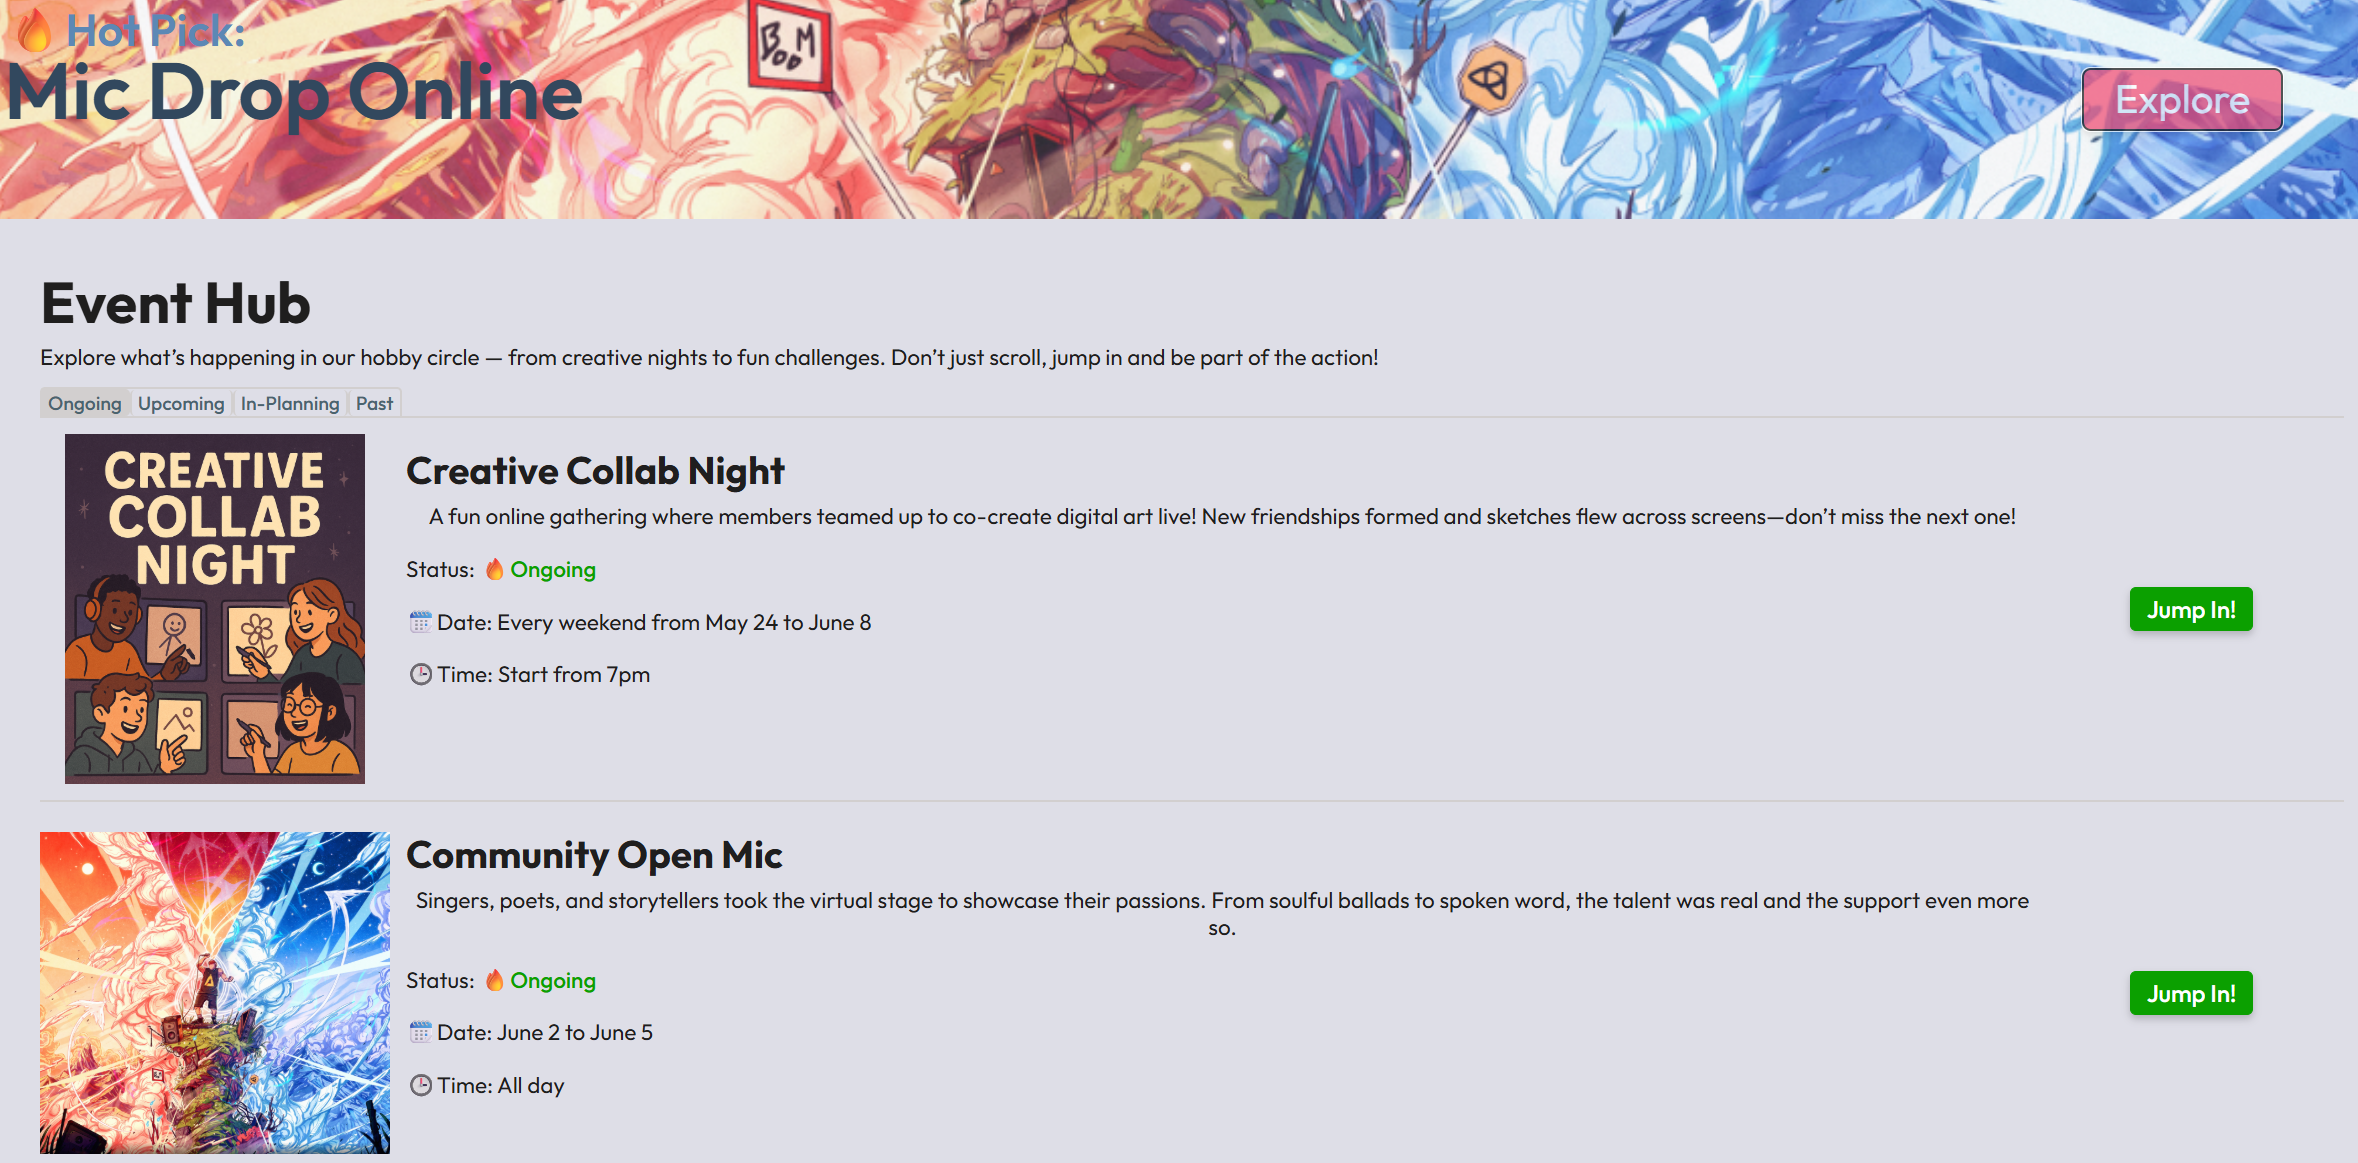 🔥 Hot Pick:
Mic Drop Online
BOOM
Explore
Event Hub
Explore what's happening in our hobby circle — from creative nights to fun challenges. Don't just scroll, jump in and be part of the action!
Ongoing Upcoming In-Planning Past
CREATIVE
COLLAB
NIGHT
Creative Collab Night
A fun online gathering where members teamed up to co-create digital art live! New friendships formed and sketches flew across screens—don't miss the next one!
Status: 🔥 Ongoing
🗓️ Date: Every weekend from May 24 to June 8
🕒 Time: Start from 7pm
Jump In!
Community Open Mic
Singers, poets, and storytellers took the virtual stage to showcase their passions. From soulful ballads to spoken word, the talent was real and the support even more
so.
Status: 🔥 Ongoing
🗓️ Date: June 2 to June 5
🕒 Time: All day
Jump In!